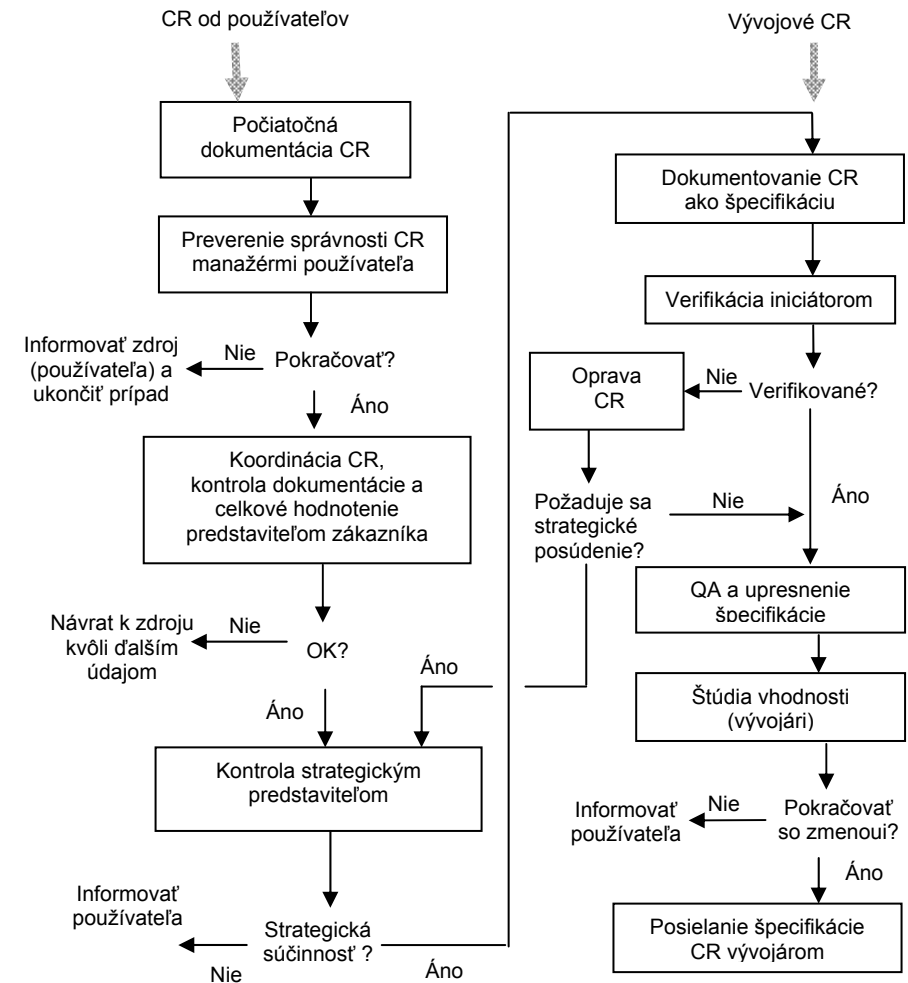 CR od používateľov
Počiatočná
dokumentácia CR
Preverenie správnosti CR
manažérmi používateľa
Informovať zdroj
(používateľa) a
ukončiť prípad
Nie
Pokračovať?
Áno
Koordinácia CR,
kontrola dokumentácie a
celkové hodnotenie
predstaviteľom zákazníka
Návrat k zdroju
kvôli ďalším
údajom
Nie
OK?
Áno
Áno
Kontrola strategickým
predstaviteľom
Informovať
používateľa
Nie
Strategická
súčinnosť ?
Áno
Vývojové CR
Dokumentovanie CR
ako špecifikáciu
Verifikácia iniciátorom
Oprava
CR
Nie
Verifikované?
Požaduje sa
strategické
posúdenie?
Nie
Áno
QA a upresnenie
špecifikácie
Štúdia vhodnosti
(vývojári)
Informovať
používateľa
Nie
Pokračovať
so zmenoui?
Áno
Posielanie špecifikácie
CR vývojárom